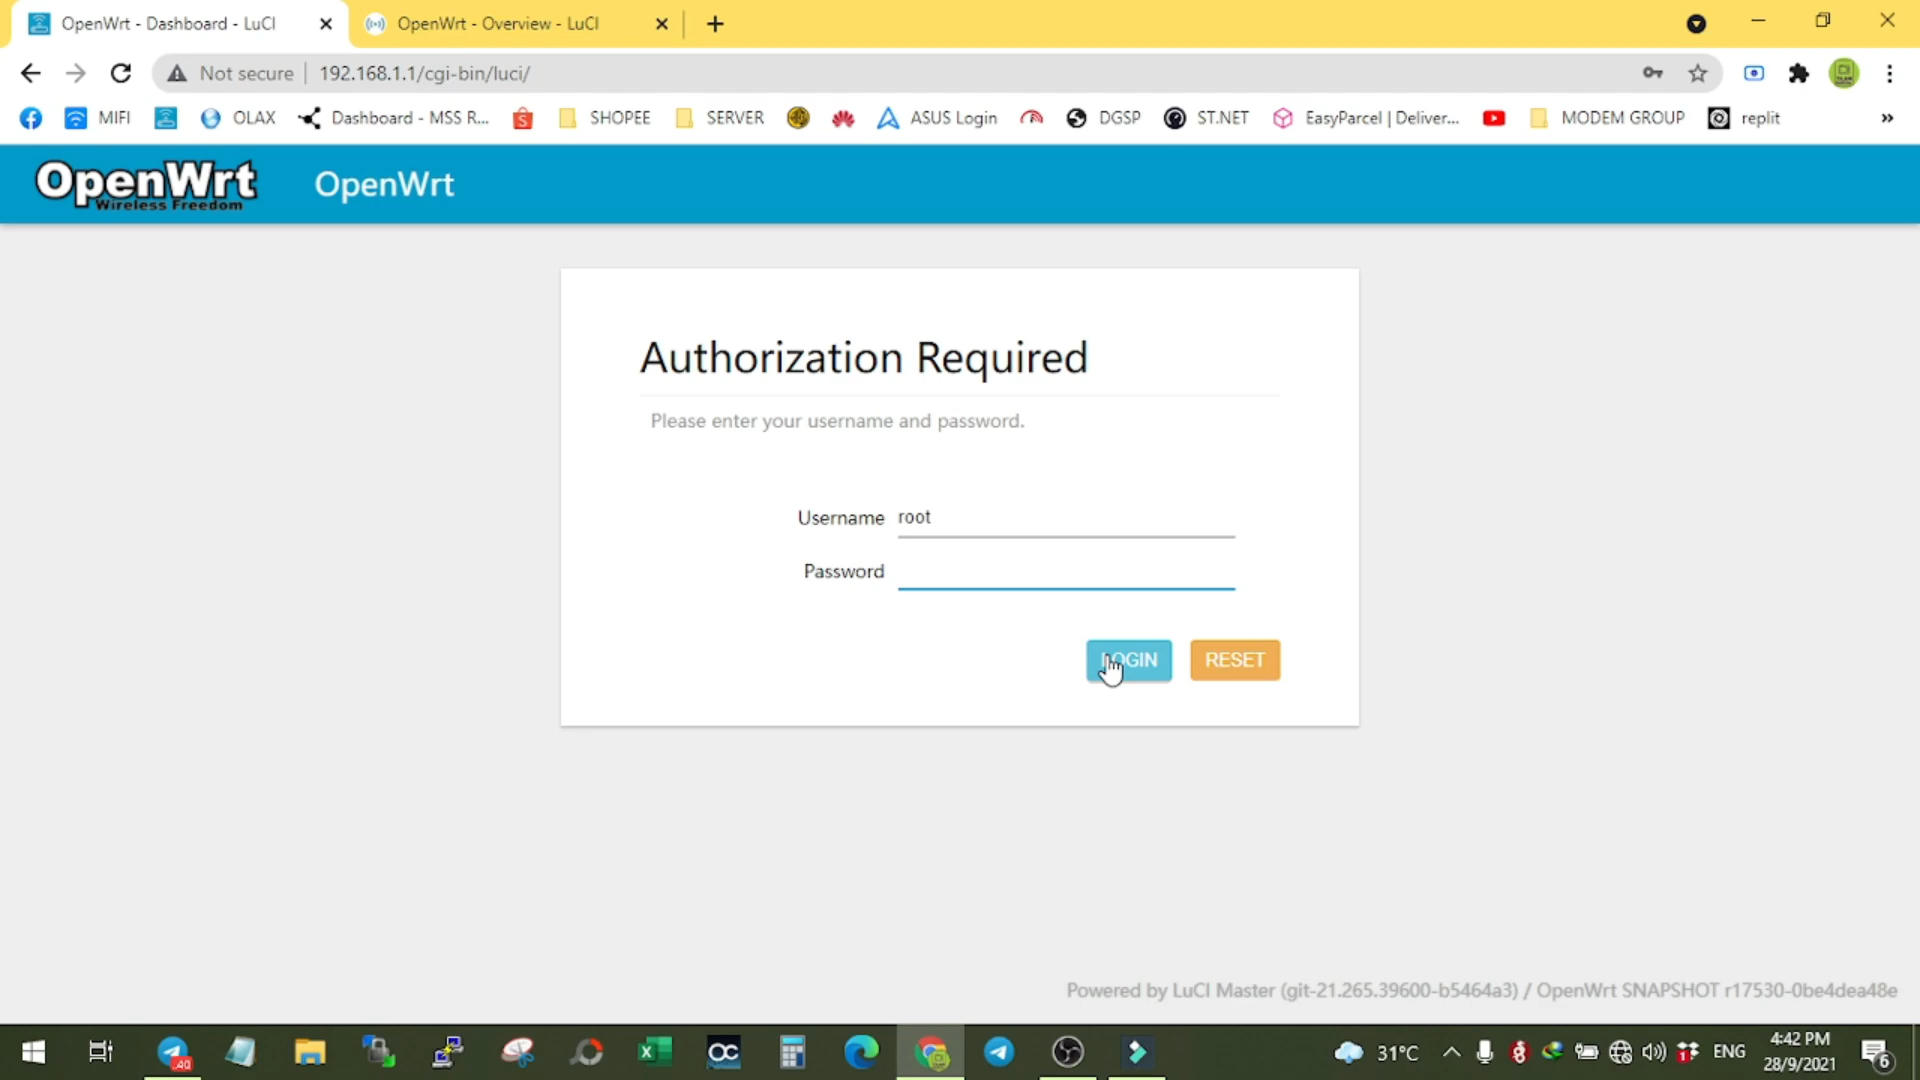 OpenWrt - Dashboard - LuCI
OpenWrt - Overview - LuCI
Not secure
192.168.1.1/cgi-bin/luci/
MIFI
OLAX
Dashboard - MSS R...
SHOPEE
SERVER
ASUS Login
DGSP
ST.NET
EasyParcel | Deliver...
MODEM GROUP
replit
»
OpenWrt
Wireless Freedom
OpenWrt
Authorization Required
Please enter your username and password.
Username
root
Password
LOGIN
RESET
Powered by LuCI Master (git-21.265.39600-b5464a3) / OpenWrt SNAPSHOT r17530-0be4dea48e
40
OC
31°C
ENG
4:42 PM
28/9/2021
6